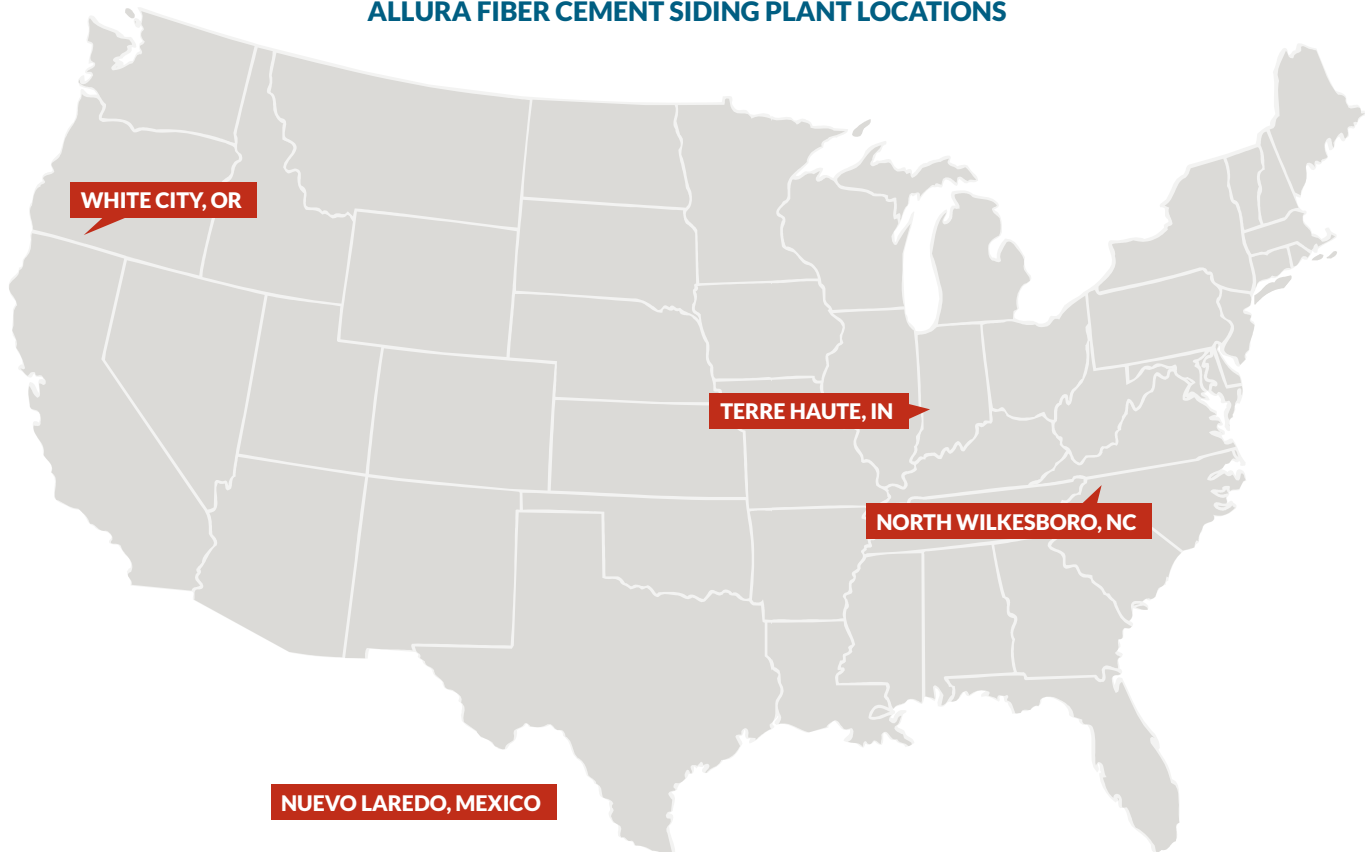 ALLURA FIBER CEMENT SIDING PLANT LOCATIONS
WHITE CITY, OR
TERRE HAUTE, IN
NORTH WILKESBORO, NC
NUEVO LAREDO, MEXICO